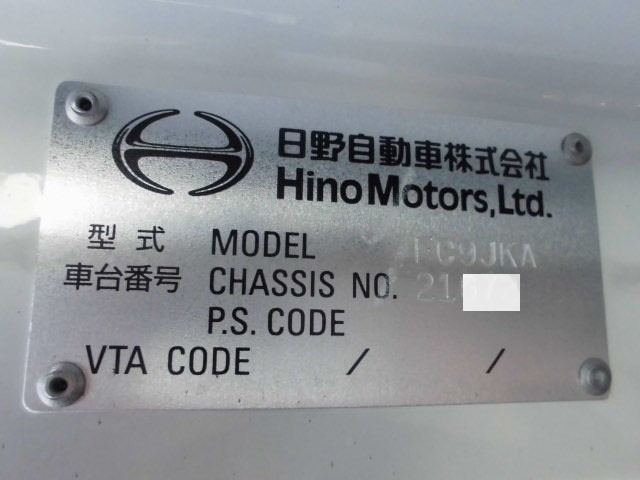 日野自動車株式会社
Hino Motors, Ltd.
型式 MODEL FC9JKA
車台番号 CHASSIS NO.
P.S. CODE
VTA CODE / /